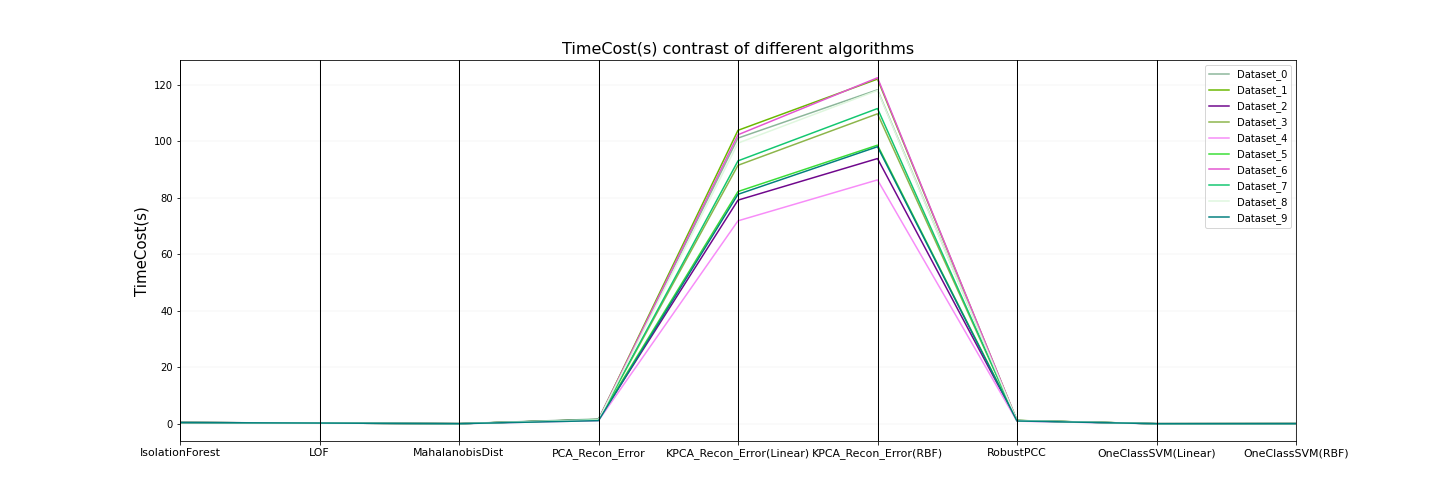 TimeCost(s) contrast of different algorithms
TimeCost(s)
120
100
80
60
40
20
0
IsolationForest
LOF
MahalanobisDist
PCA_Recon_Error
KPCA_Recon_Error(Linear)
KPCA_Recon_Error(RBF)
RobustPCC
OneClassSVM(Linear)
OneClassSVM(RBF)
Dataset_0
Dataset_1
Dataset_2
Dataset_3
Dataset_4
Dataset_5
Dataset_6
Dataset_7
Dataset_8
Dataset_9